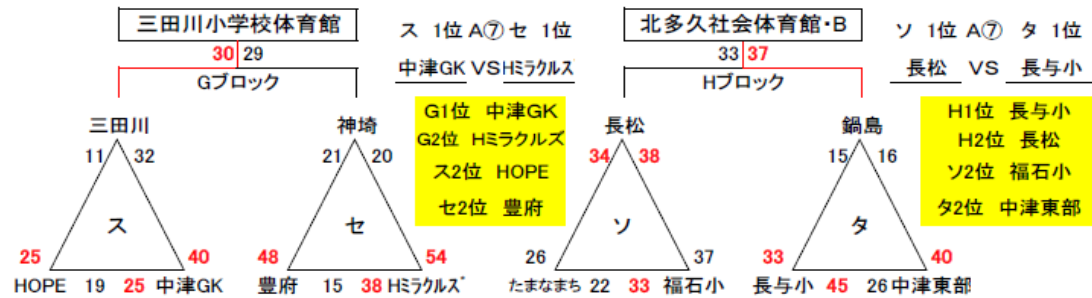 三田川小学校体育館
30 29
Gブロック
ス 1位 A⑦ セ 1位
中津GK VS Hミラクルス
G1位 中津GK
G2位 Hミラクルズ
ス2位 HOPE
セ2位 豊府
三田川
11 32
ス
25 40
HOPE 19 25 中津GK
神埼
21 20
セ
48 54
豊府 15 38 Hミラクルズ
北多久社会体育館・B
33 37
Hブロック
ソ 1位 A⑦ タ 1位
長松 VS 長与小
H1位 長与小
H2位 長松
ソ2位 福石小
タ2位 中津東部
長松
34 38
ソ
26 37
たまなまち 22 33 福石小
鍋島
15 16
タ
33 40
長与小 45 26 中津東部